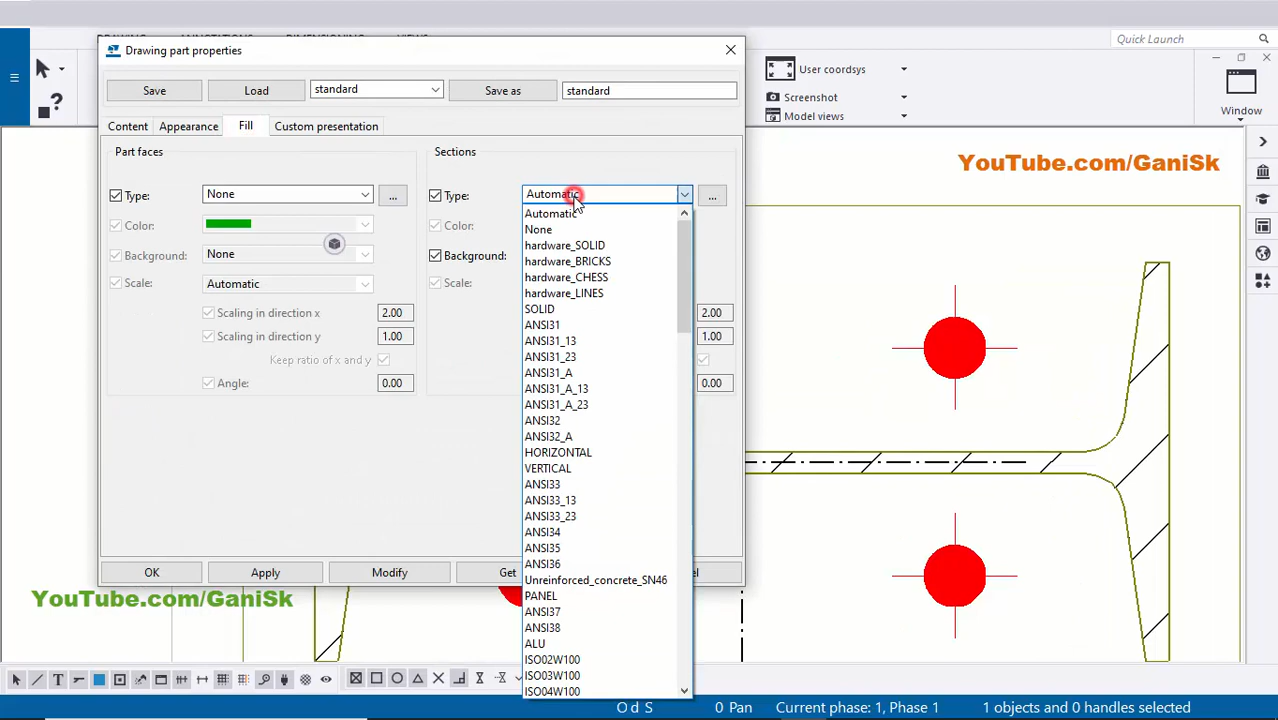 Quick Launch
Drawing part properties
User coordsys
Save
Load
standard
Save as
standard
Screenshot
Window
Model views
Content
Appearance
Fill
Custom presentation
Part faces
Sections
YouTube.com/GaniSk
Type:
None
...
Type:
Automatic
...
Color:
Color:
Background:
None
Background:
Scale:
Automatic
Scale:
Scaling in direction x
2.00
2.00
Scaling in direction y
1.00
1.00
Keep ratio of x and y
Angle:
0.00
0.00
Automatic
None
hardware_SOLID
hardware_BRICKS
hardware_CHESS
hardware_LINES
SOLID
ANSI31
ANSI31_13
ANSI31_23
ANSI31_A
ANSI31_A_13
ANSI31_A_23
ANSI32
ANSI32_A
HORIZONTAL
VERTICAL
ANSI33
ANSI33_13
ANSI33_23
ANSI34
ANSI35
ANSI36
Unreinforced_concrete_SN46
PANEL
ANSI37
ANSI38
ALU
ISO02W100
ISO03W100
ISO04W100
OK
Apply
Modify
Get
YouTube.com/GaniSk
O d S
0 Pan
Current phase: 1, Phase 1
1 objects and 0 handles selected